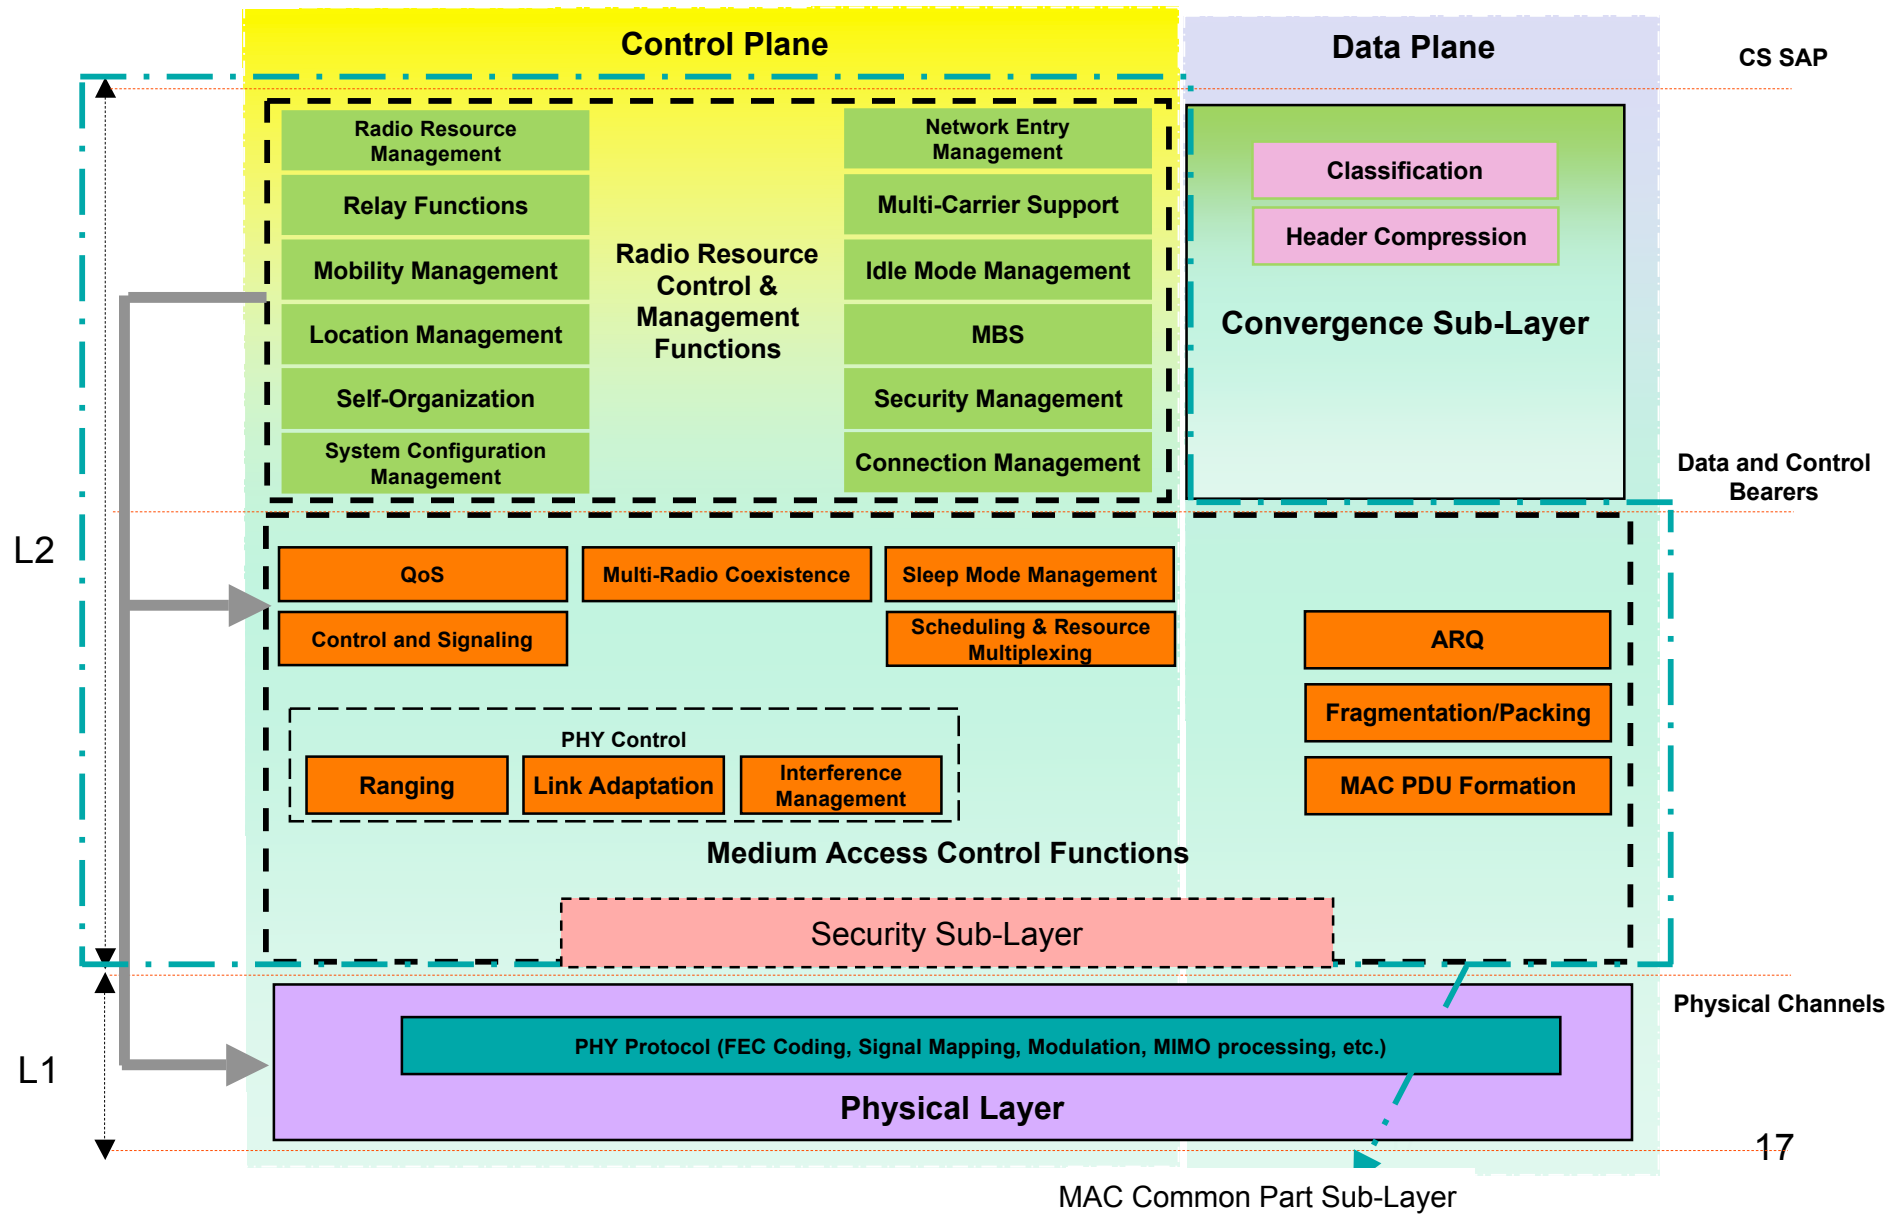 Control Plane
Data Plane
CS SAP
Radio Resource
Management
Network Entry
Management
Classification
Relay Functions
Multi-Carrier Support
Header Compression
Radio Resource
Control &
Management
Functions
Mobility Management
Idle Mode Management
Location Management
MBS
Convergence Sub-Layer
Self-Organization
Security Management
System Configuration
Management
Connection Management
Data and Control
Bearers
L2
QoS
Multi-Radio Coexistence
Sleep Mode Management
Control and Signaling
Scheduling & Resource
Multiplexing
ARQ
Fragmentation/Packing
PHY Control
Ranging
Link Adaptation
Interference
Management
MAC PDU Formation
Medium Access Control Functions
Security Sub-Layer
Physical Channels
L1
PHY Protocol (FEC Coding, Signal Mapping, Modulation, MIMO processing, etc.)
Physical Layer
17
MAC Common Part Sub-Layer